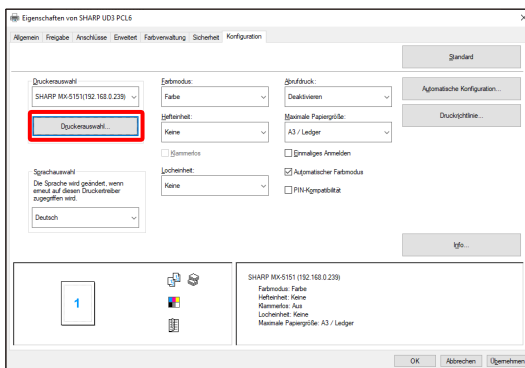 Eigenschaften von SHARP UD3 PCL6
Allgemein Freigabe Anschlüsse Erweitert Farbverwaltung Sicherheit Konfiguration
Standard
Druckerauswahl
SHARP MX-5151(192.168.0.239)
Druckerauswahl...
Farbmodus:
Farbe
Abrufdruck:
Deaktivieren
Automatische Konfiguration...
Hefteinheit:
Keine
Maximale Papiergröße:
A3 / Ledger
Druckrichtlinie...
Klammerlos
Einmaliges Anmelden
Sprachauswahl
Die Sprache wird geändert, wenn
erneut auf diesen Druckertreiber
zugegriffen wird.
Deutsch
Locheinheit:
Keine
Automatischer Farbmodus
PIN-Kompatibilität
Info...
1
SHARP MX-5151 (192.168.0.239)
Farbmodus: Farbe
Hefteinheit: Keine
Klammerlos: Aus
Locheinheit: Keine
Maximale Papiergröße: A3 / Ledger
OK Abbrechen Übernehmen